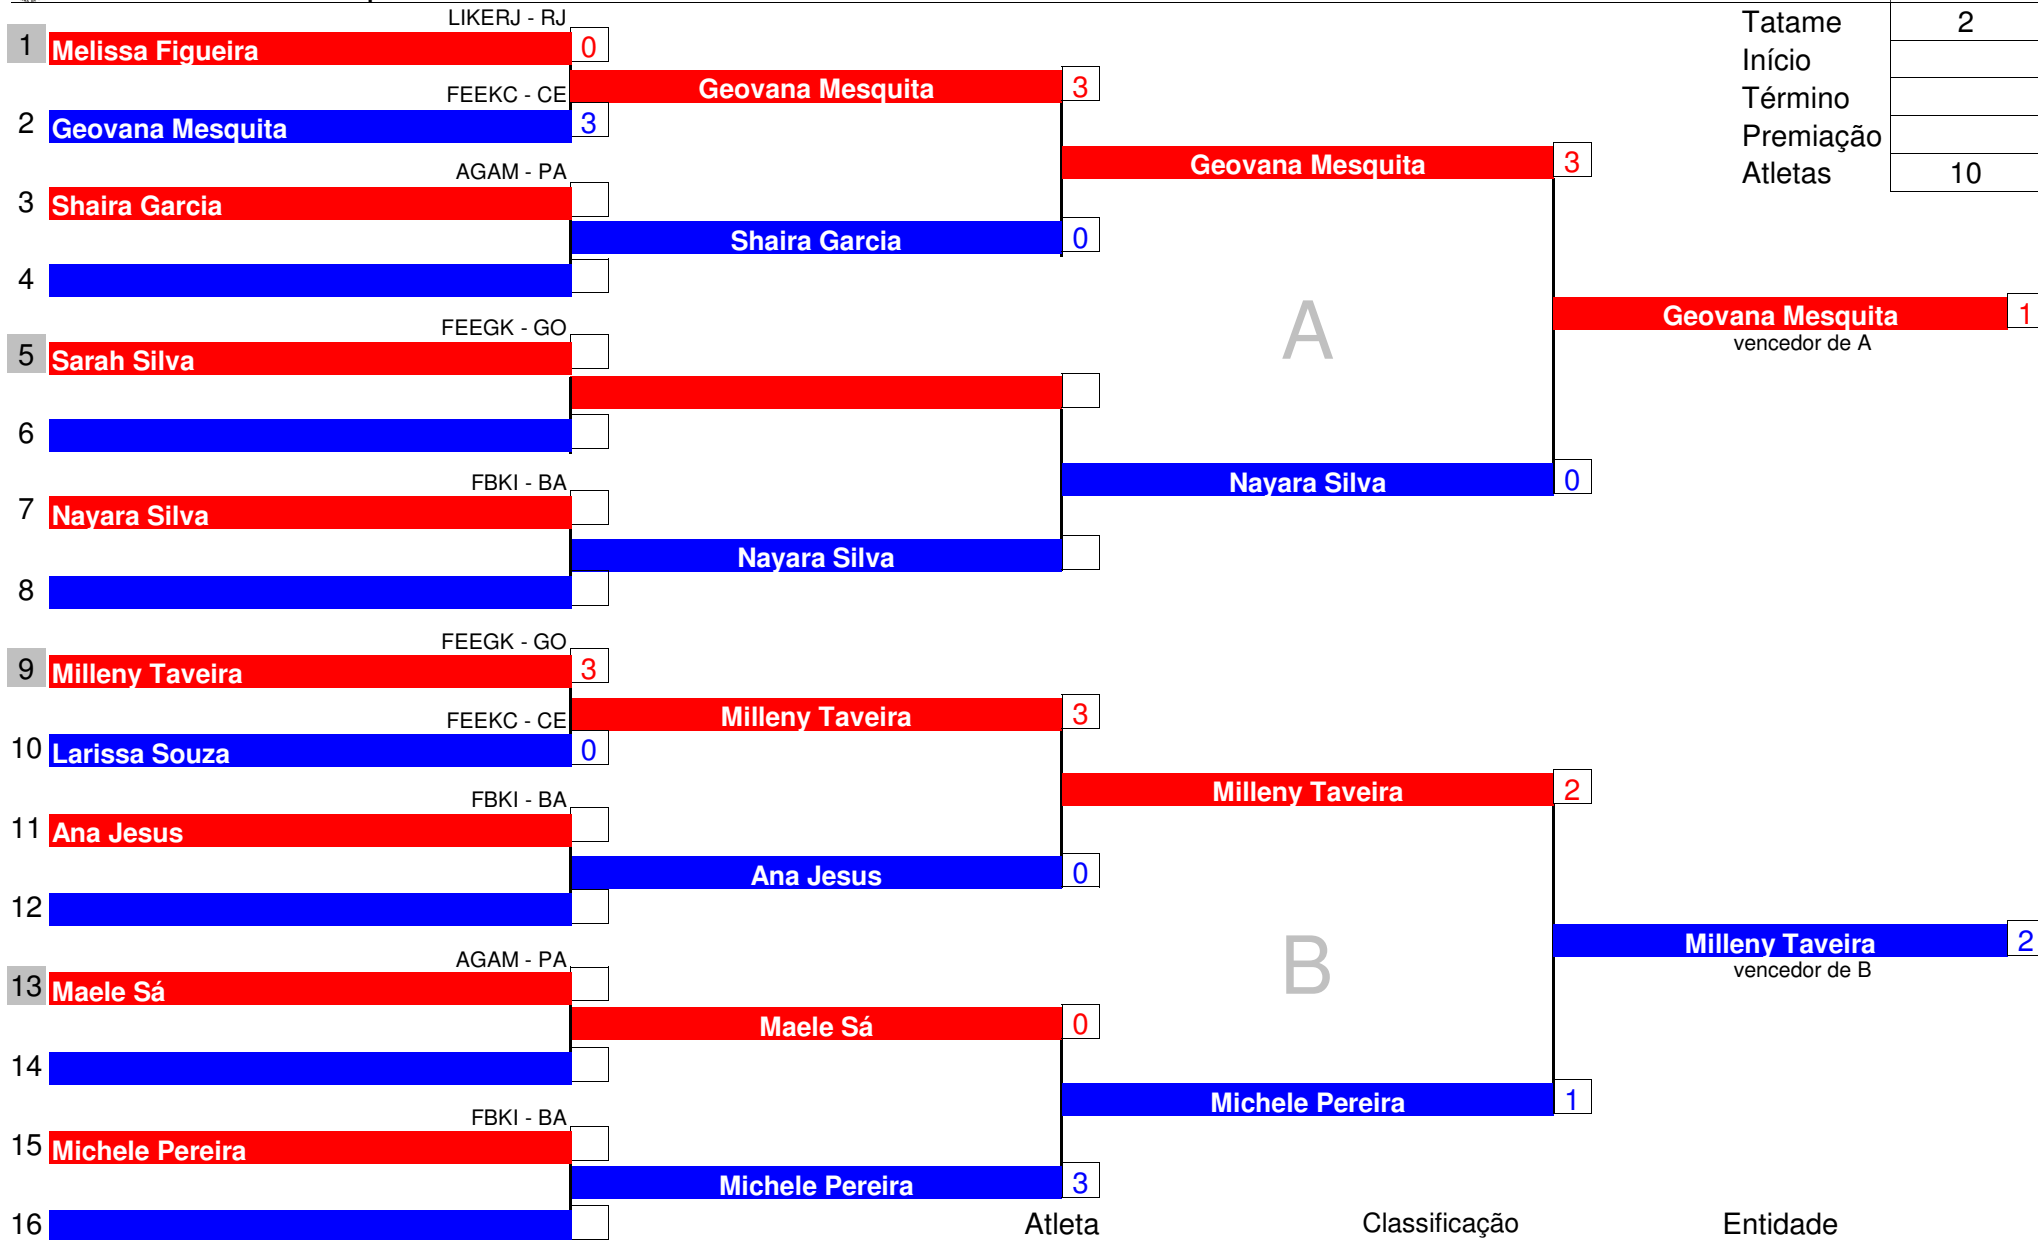 LIKERJ - RJ
Tatame 2
1 Melissa Figueira 0
Início
Geovana Mesquita 3
FEEKC - CE
Término
2 Geovana Mesquita 3
Premiação
Geovana Mesquita 3
AGAM - PA
Atletas 10
3 Shaira Garcia
Shaira Garcia 0
4
A
Geovana Mesquita 1
vencedor de A
FEEGK - GO
5 Sarah Silva
6
FBKI - BA
Nayara Silva 0
7 Nayara Silva
Nayara Silva
8
FEEGK - GO
9 Milleny Taveira 3
Milleny Taveira 3
FEEKC - CE
10 Larissa Souza 0
Milleny Taveira 2
FBKI - BA
11 Ana Jesus
Ana Jesus 0
12
B
Milleny Taveira 2
vencedor de B
AGAM - PA
13 Maele Sá
Maele Sá 0
14
Michele Pereira 1
FBKI - BA
15 Michele Pereira
Michele Pereira 3
16
Atleta Classificação Entidade